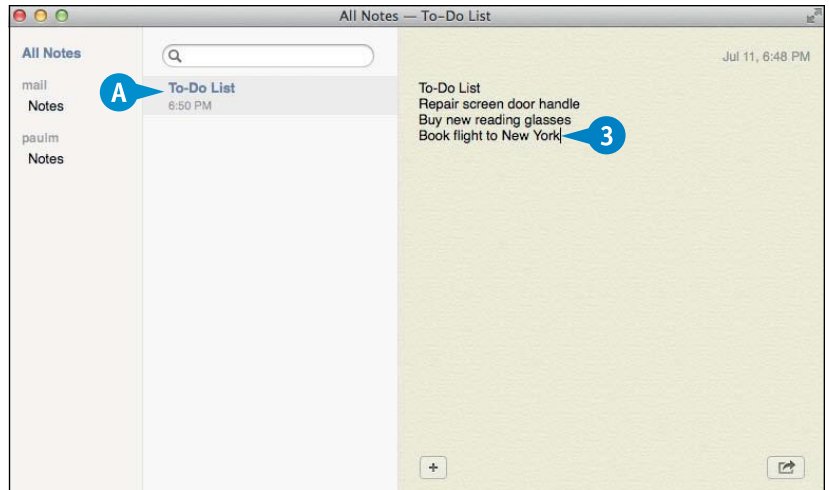 All Notes — To-Do List
All Notes
mail
Notes
paulm
Notes
A
To-Do List
6:50 PM
Jul 11, 6:48 PM
To-Do List
Repair screen door handle
Buy new reading glasses
Book flight to New York
3